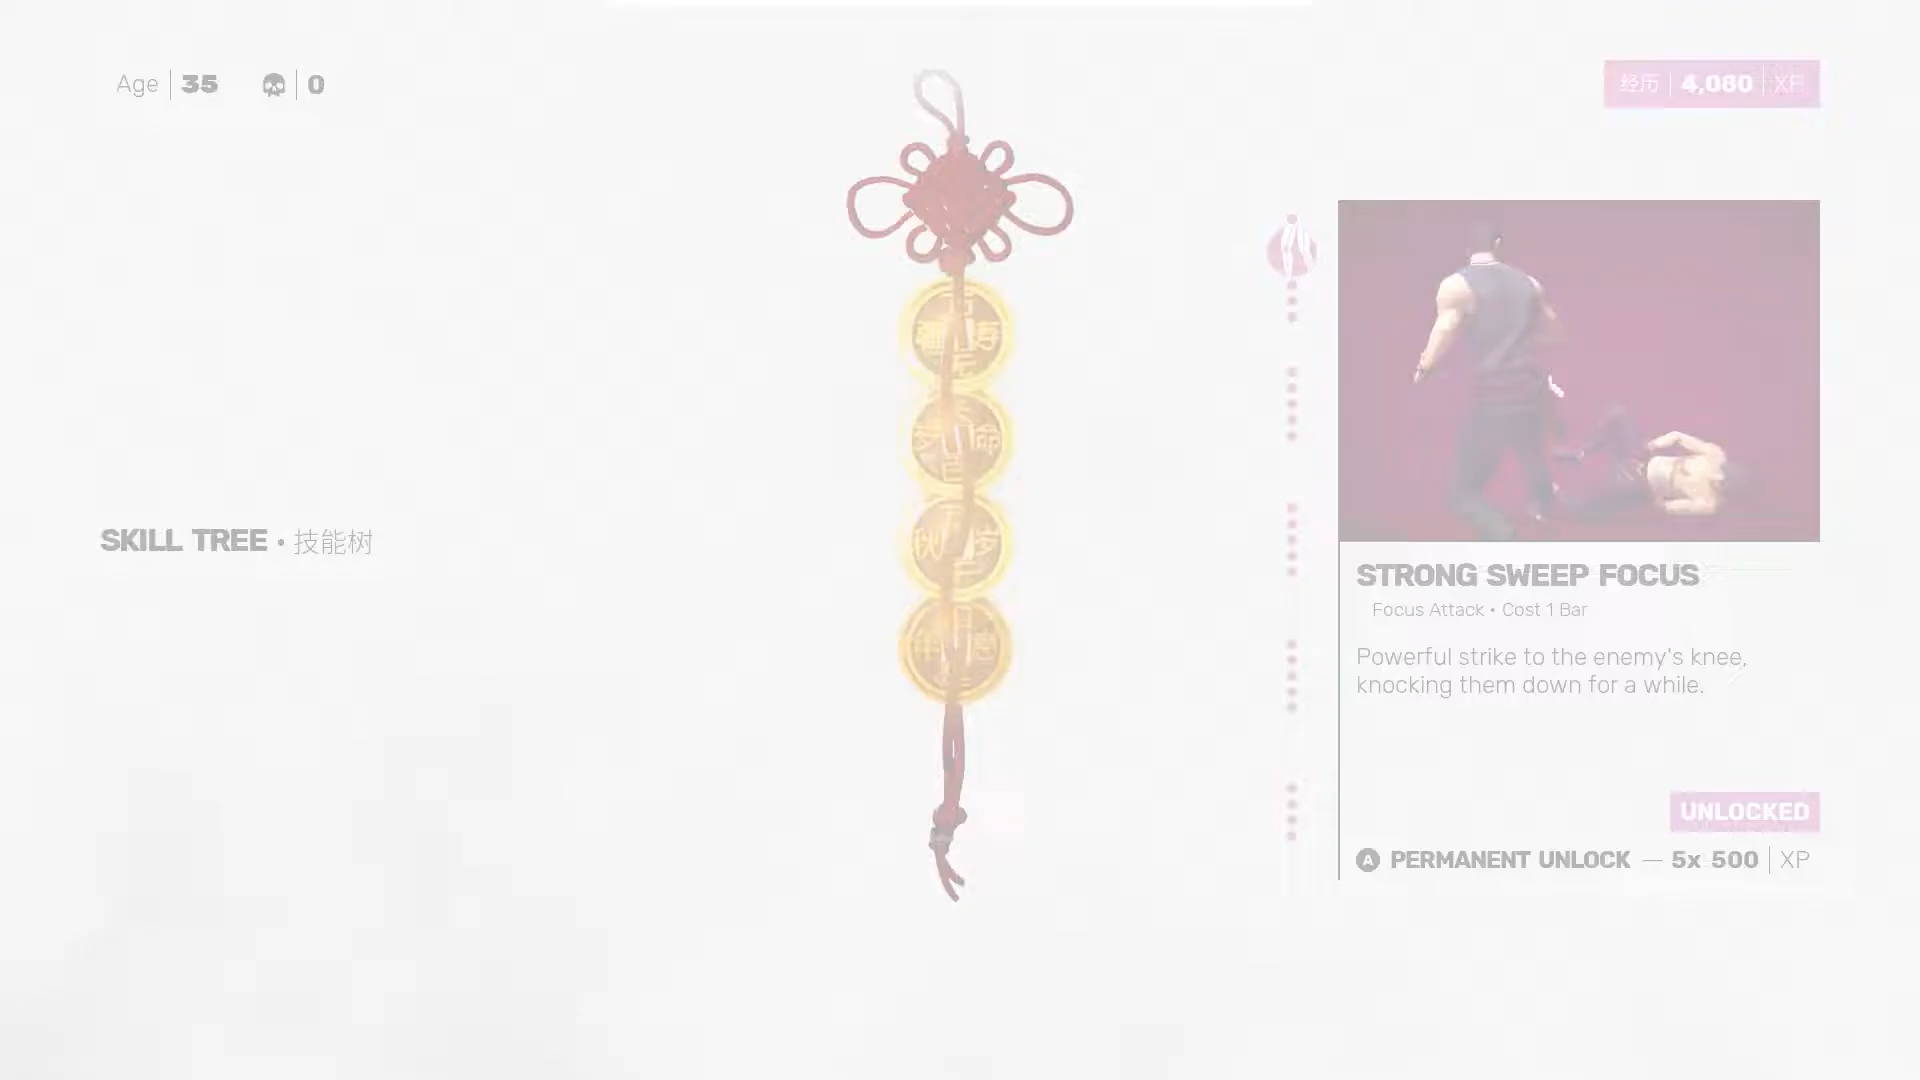 Age 35 0
经历 4,080 XP
SKILL TREE • 技能树
STRONG SWEEP FOCUS
Focus Attack • Cost 1 Bar
Powerful strike to the enemy's knee,
knocking them down for a while.
UNLOCKED
A PERMANENT UNLOCK — 5x 500 XP